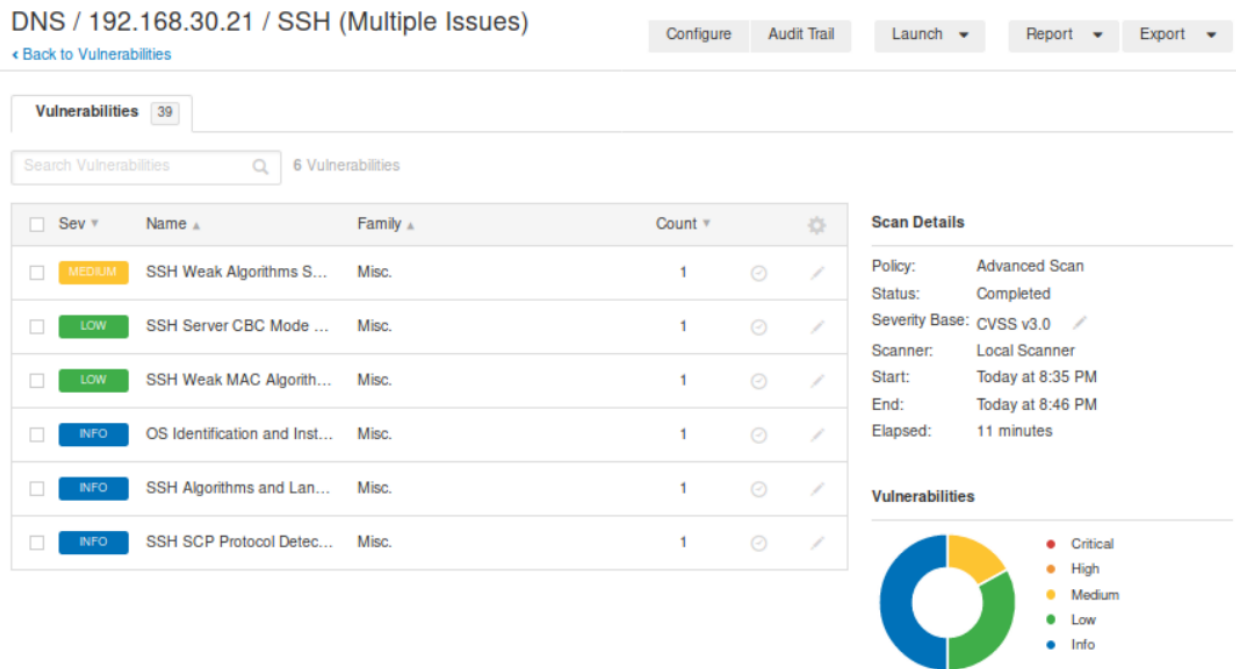 DNS / 192.168.30.21 / SSH (Multiple Issues)
Configure Audit Trail Launch Report Export
‹ Back to Vulnerabilities
Vulnerabilities 39
Search Vulnerabilities 6 Vulnerabilities
Sev Name Family Count
MEDIUM SSH Weak Algorithms S... Misc. 1
LOW SSH Server CBC Mode ... Misc. 1
LOW SSH Weak MAC Algorith... Misc. 1
INFO OS Identification and Inst... Misc. 1
INFO SSH Algorithms and Lan... Misc. 1
INFO SSH SCP Protocol Detec... Misc. 1
Scan Details
Policy: Advanced Scan
Status: Completed
Severity Base: CVSS v3.0
Scanner: Local Scanner
Start: Today at 8:35 PM
End: Today at 8:46 PM
Elapsed: 11 minutes
Vulnerabilities
Critical
High
Medium
Low
Info